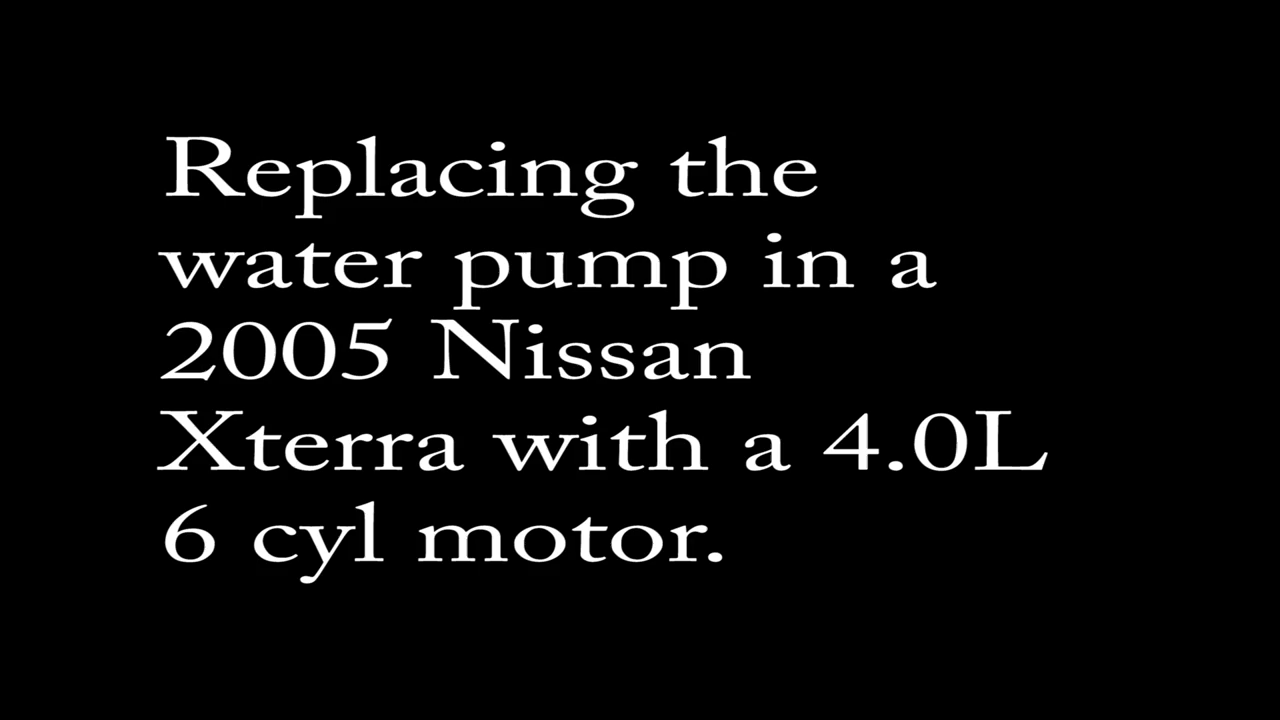 Replacing the
water pump in a
2005 Nissan
Xterra with a 4.0L
6 cyl motor.